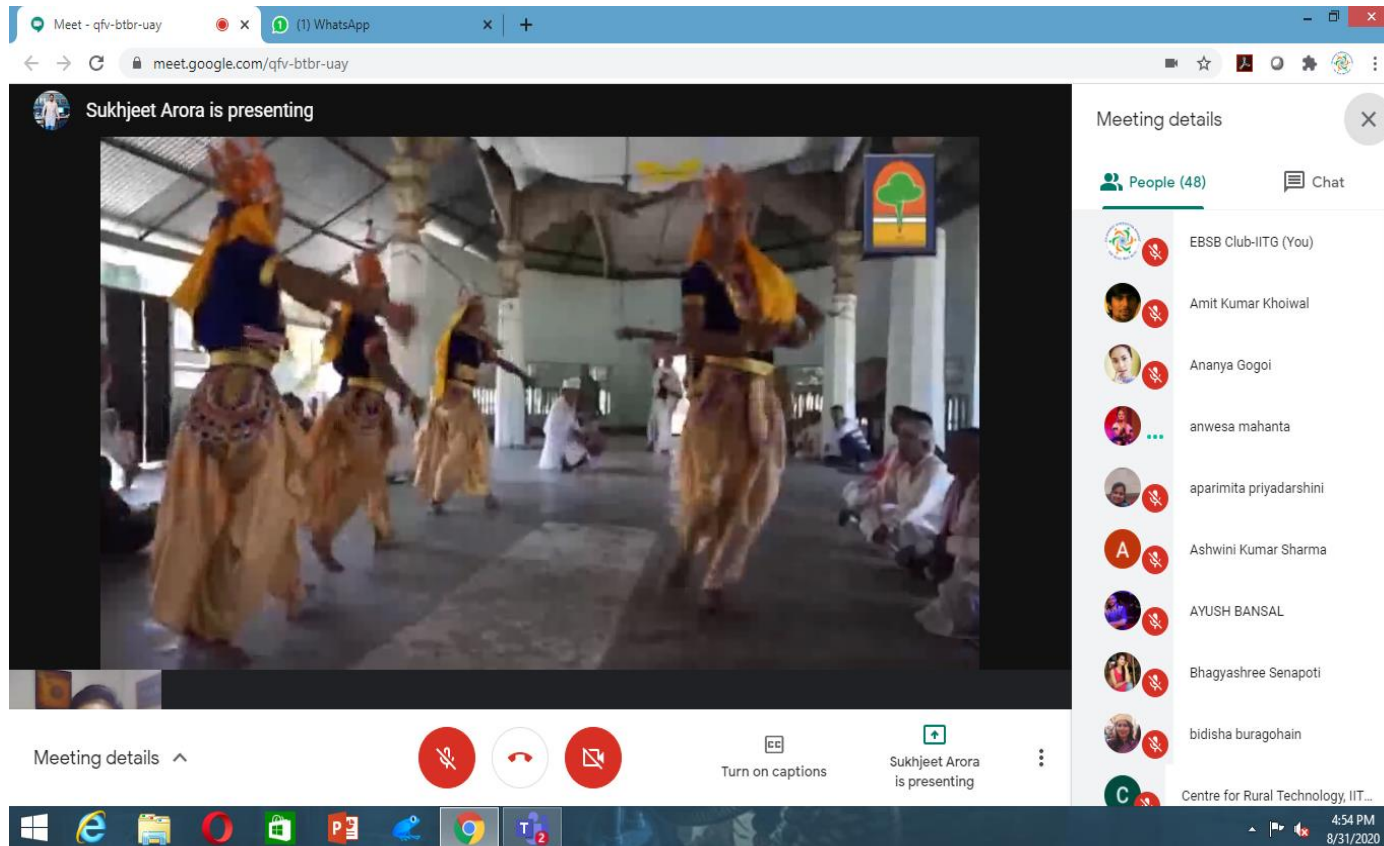 Meet - qfv-btbr-uay
(1) WhatsApp
meet.google.com/qfv-btbr-uay
Sukhjeet Arora is presenting
Meeting details
People (48)
Chat
EBSB Club-IITG (You)
Amit Kumar Khoiwal
Ananya Gogoi
anwesa mahanta
aparimita priyadarshini
A
Ashwini Kumar Sharma
AYUSH BANSAL
Bhagyashree Senapoti
bidisha buragohain
C
Centre for Rural Technology, IIT...
Meeting details
CC
Turn on captions
Sukhjeet Arora
is presenting
4:54 PM
8/31/2020